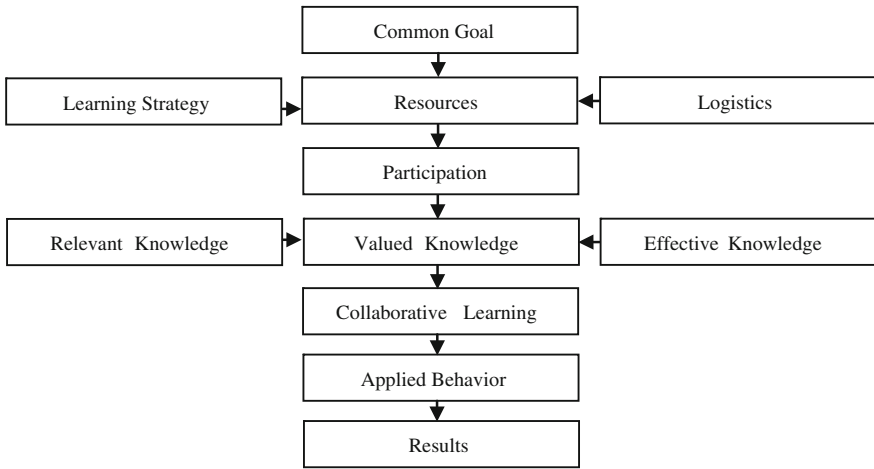 Common Goal
Learning Strategy
Resources
Logistics
Participation
Relevant Knowledge
Valued Knowledge
Effective Knowledge
Collaborative Learning
Applied Behavior
Results